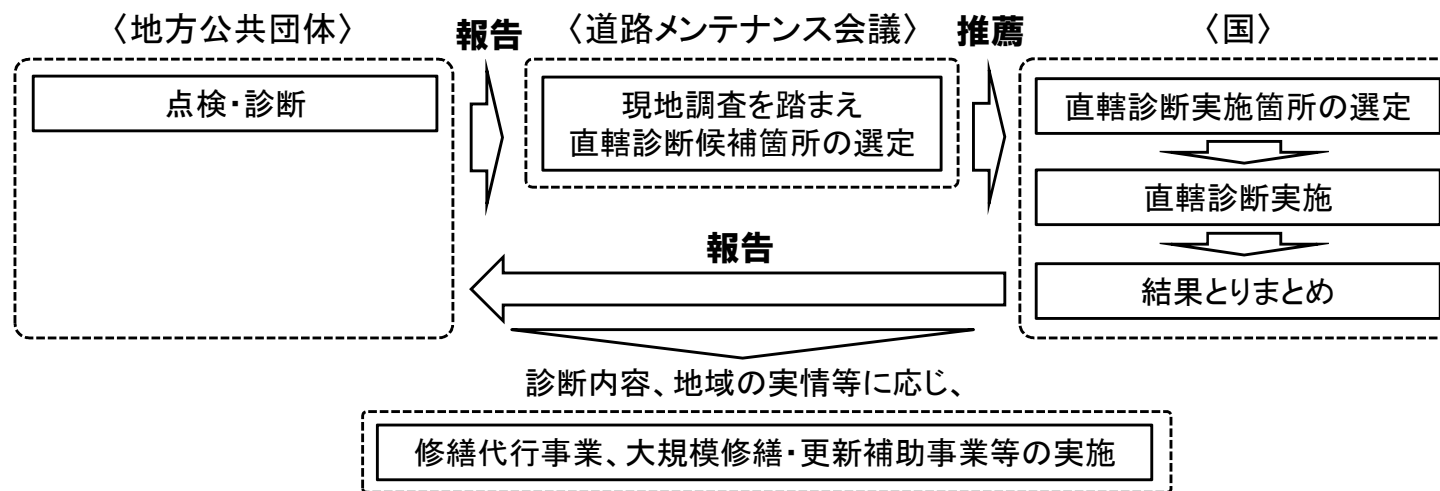 〈地方公共団体〉
報告
〈道路メンテナンス会議〉
推薦
〈国〉
点検・診断
現地調査を踏まえ
直轄診断候補箇所の選定
直轄診断実施箇所の選定
直轄診断実施
結果とりまとめ
報告
診断内容、地域の実情等に応じ、
修繕代行事業、大規模修繕・更新補助事業等の実施